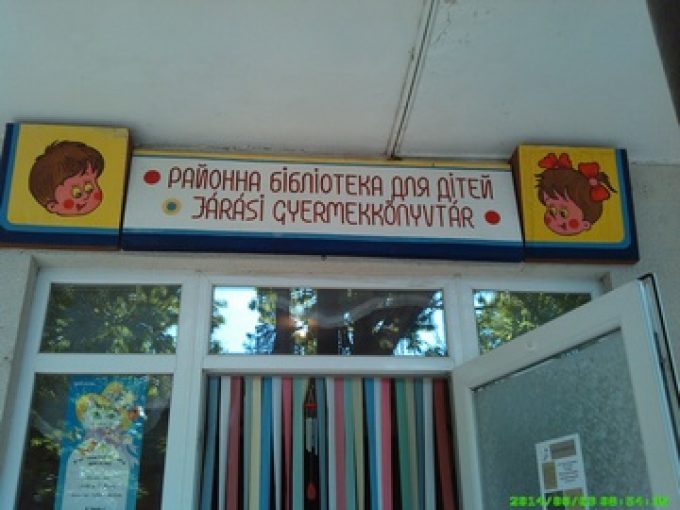 РАЙОННА БІБЛІОТЕКА ДЛЯ ДІТЕЙ
JÁRÁSI GYERMEKKÖNYVTÁR